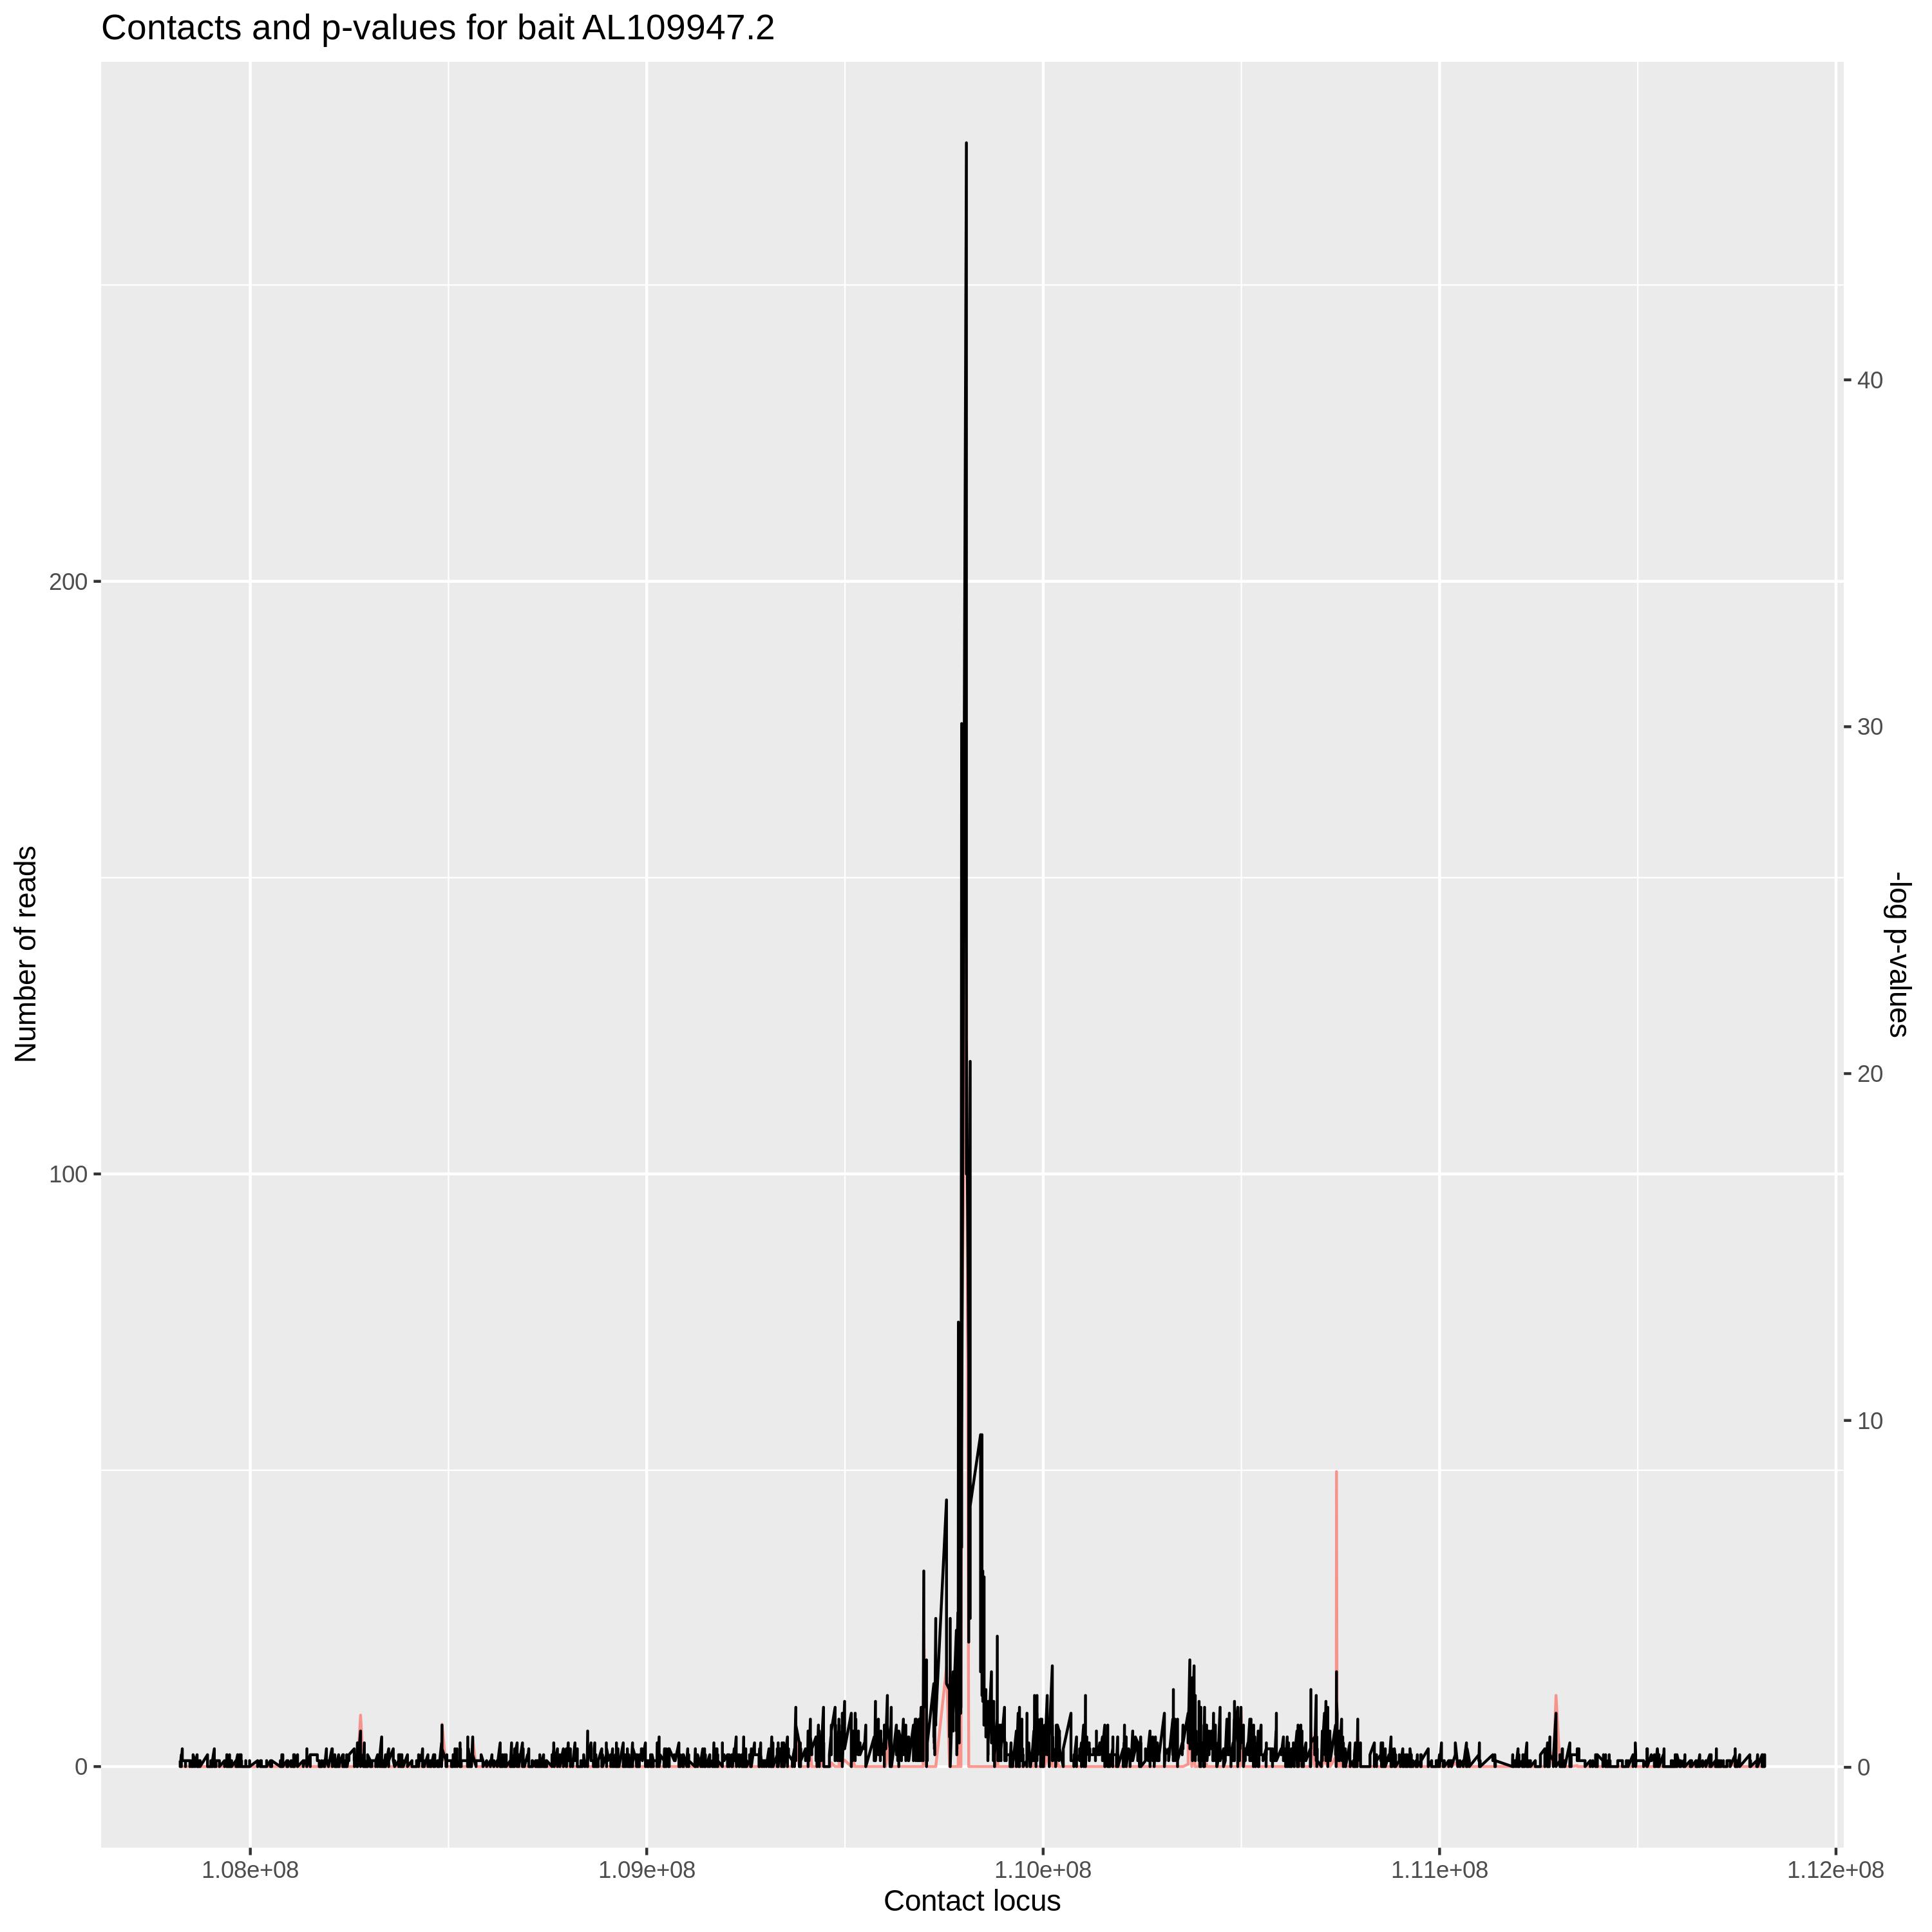 Contacts and p-values for bait AL109947.2
Number of reads
200
100
0
40
30
20
10
0
-log p-values
1.08e+08 1.09e+08 1.10e+08 1.11e+08 1.12e+08
Contact locus